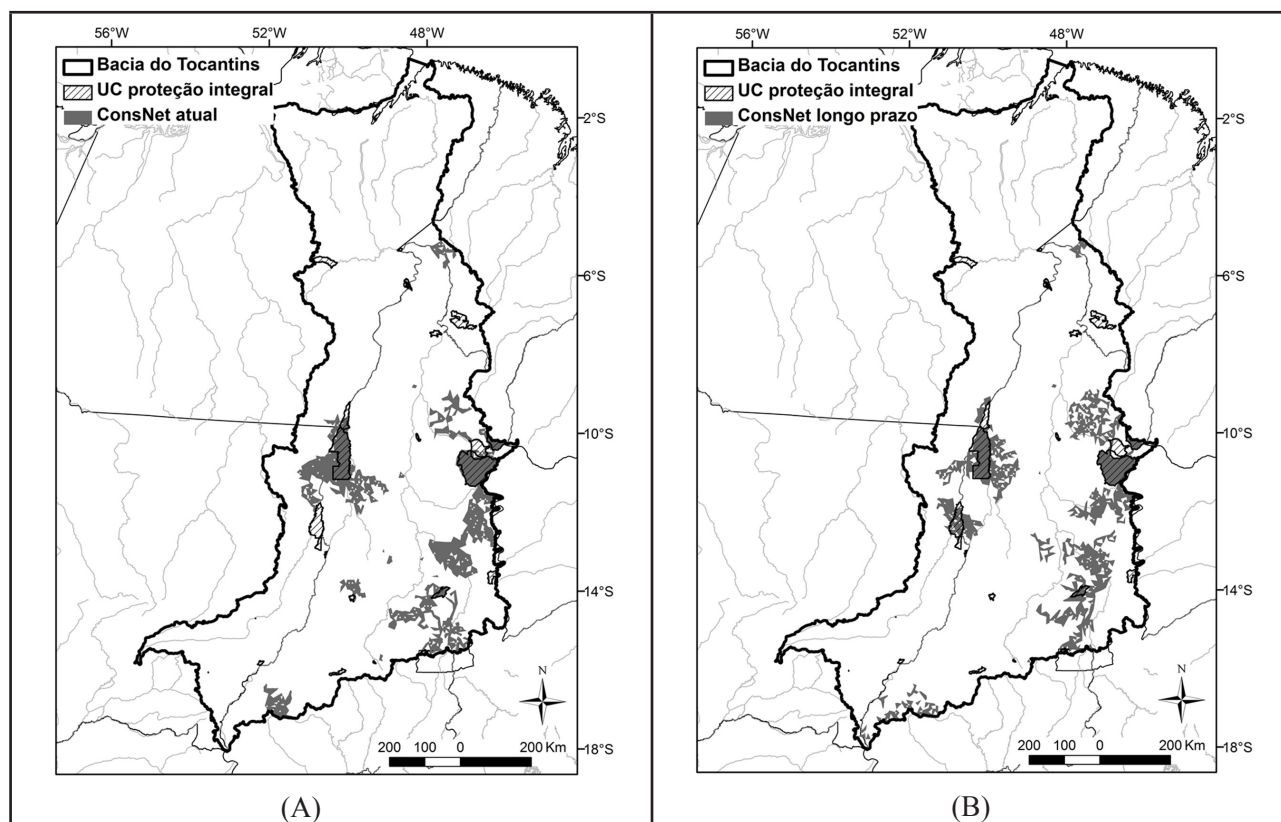 56°W 52°W 48°W
Bacia do Tocantins
UC proteção integral
ConsNet atual
2°S
6°S
10°S
14°S
18°S
N
200 100 0 200 Km
(A)
56°W 52°W 48°W
Bacia do Tocantins
UC proteção integral
ConsNet longo prazo
2°S
6°S
10°S
14°S
18°S
N
200 100 0 200 Km
(B)